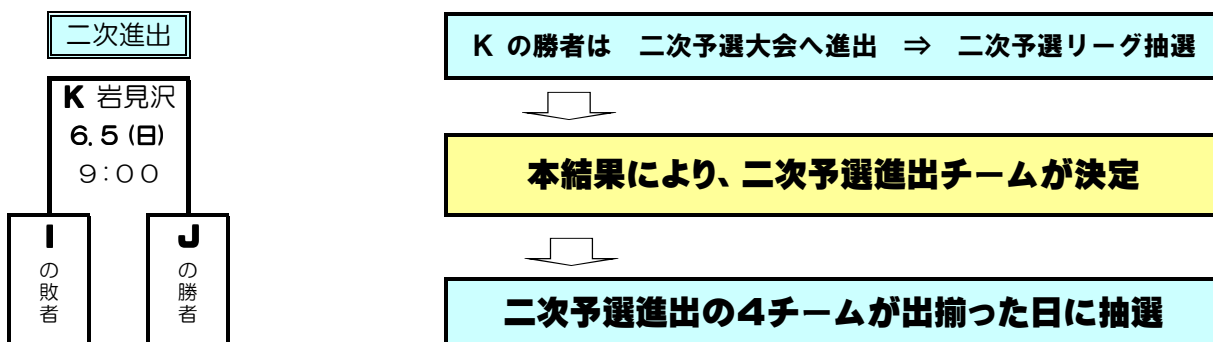 二次進出
K 岩見沢
6.5 (日)
9:00
I
の敗者
J
の勝者
K の勝者は 二次予選大会へ進出 ⇒ 二次予選リーグ抽選
本結果により、二次予選進出チームが決定
二次予選進出の4チームが出揃った日に抽選